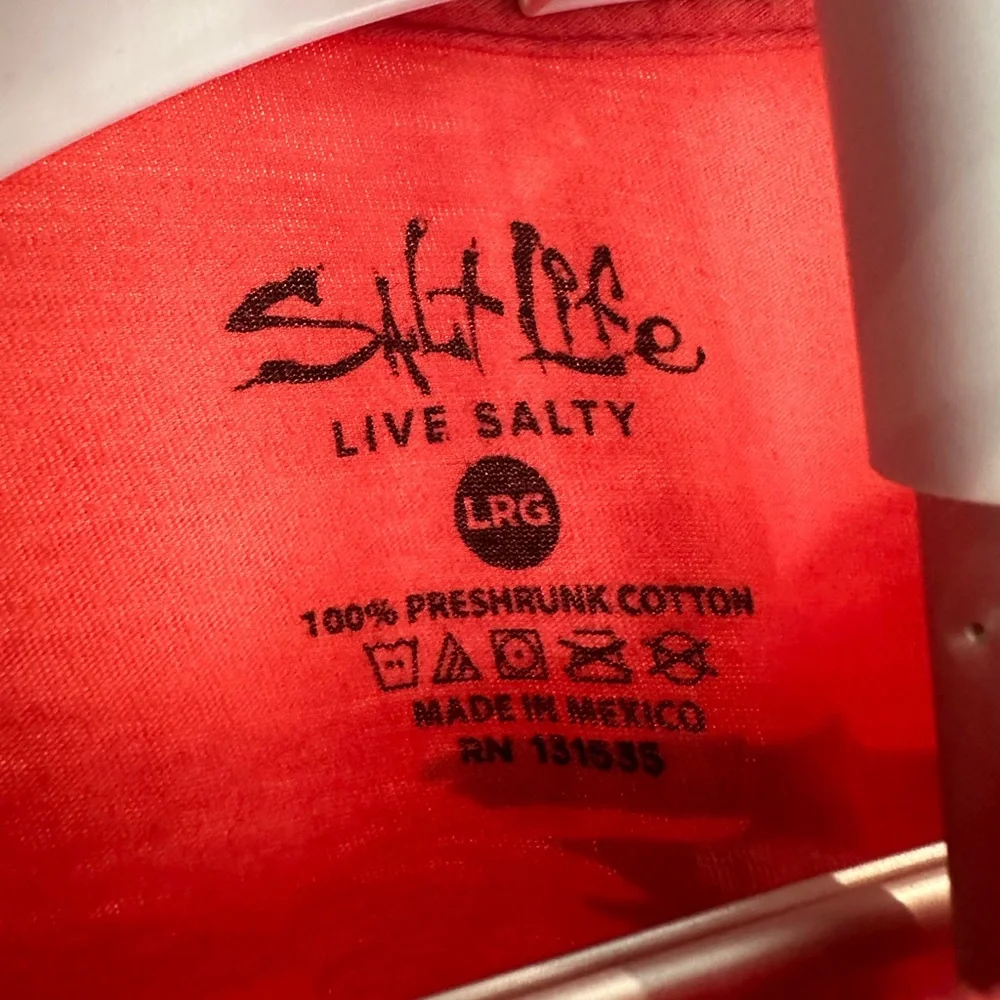 SALT LIFE
LIVE SALTY
LRG
100% PRESHRUNK COTTON
MADE IN MEXICO
RN 131535